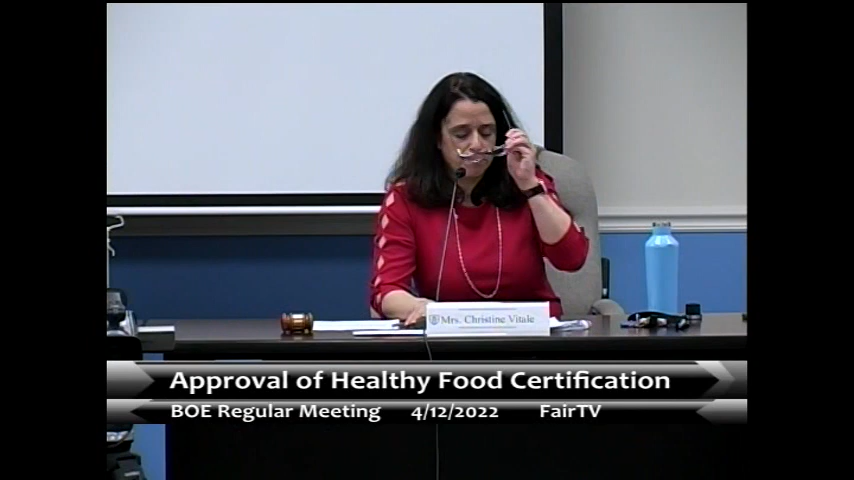 Mrs. Christine Vitale
Approval of Healthy Food Certification
BOE Regular Meeting 4/12/2022 FairTV